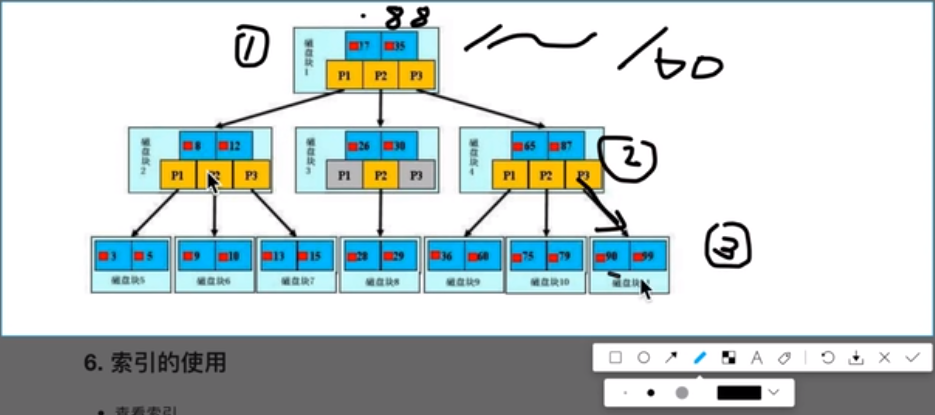 88
①
磁盘块1
17 35
P1 P2 P3
160
磁盘块2
8 12
P1 P2 P3
磁盘块3
26 30
P1 P2 P3
磁盘块4
65 87
P1 P2 P3
②
3 5
磁盘块5
9 10
磁盘块6
13 15
磁盘块7
28 29
磁盘块8
36 60
磁盘块9
75 79
磁盘块10
90 99
磁盘块
③
6. 索引的使用
• 查看索引
A